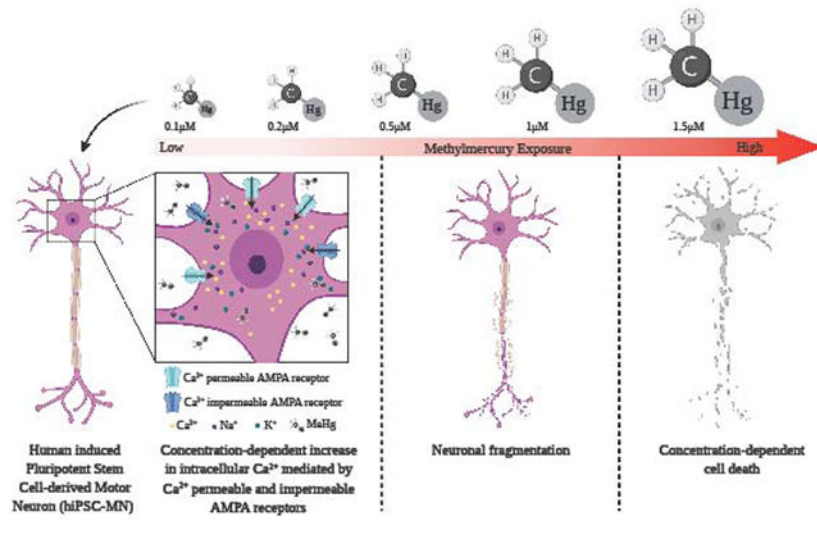 H H H C Hg
H H H C Hg
H H H C Hg
H H H C Hg
H H H C Hg
0.1µM 0.2µM 0.5µM 1µM 1.5µM
Low Methylmercury Exposure High
Ca²⁺ permeable AMPA receptor
Ca²⁺ impermeable AMPA receptor
Ca²⁺ Na⁺ K⁺ MeHg
Human induced
Pluripotent Stem
Cell-derived Motor
Neuron (hiPSC-MN)
Concentration-dependent increase
in intracellular Ca²⁺ mediated by
Ca²⁺ permeable and impermeable
AMPA receptors
Neuronal fragmentation
Concentration-dependent
cell death